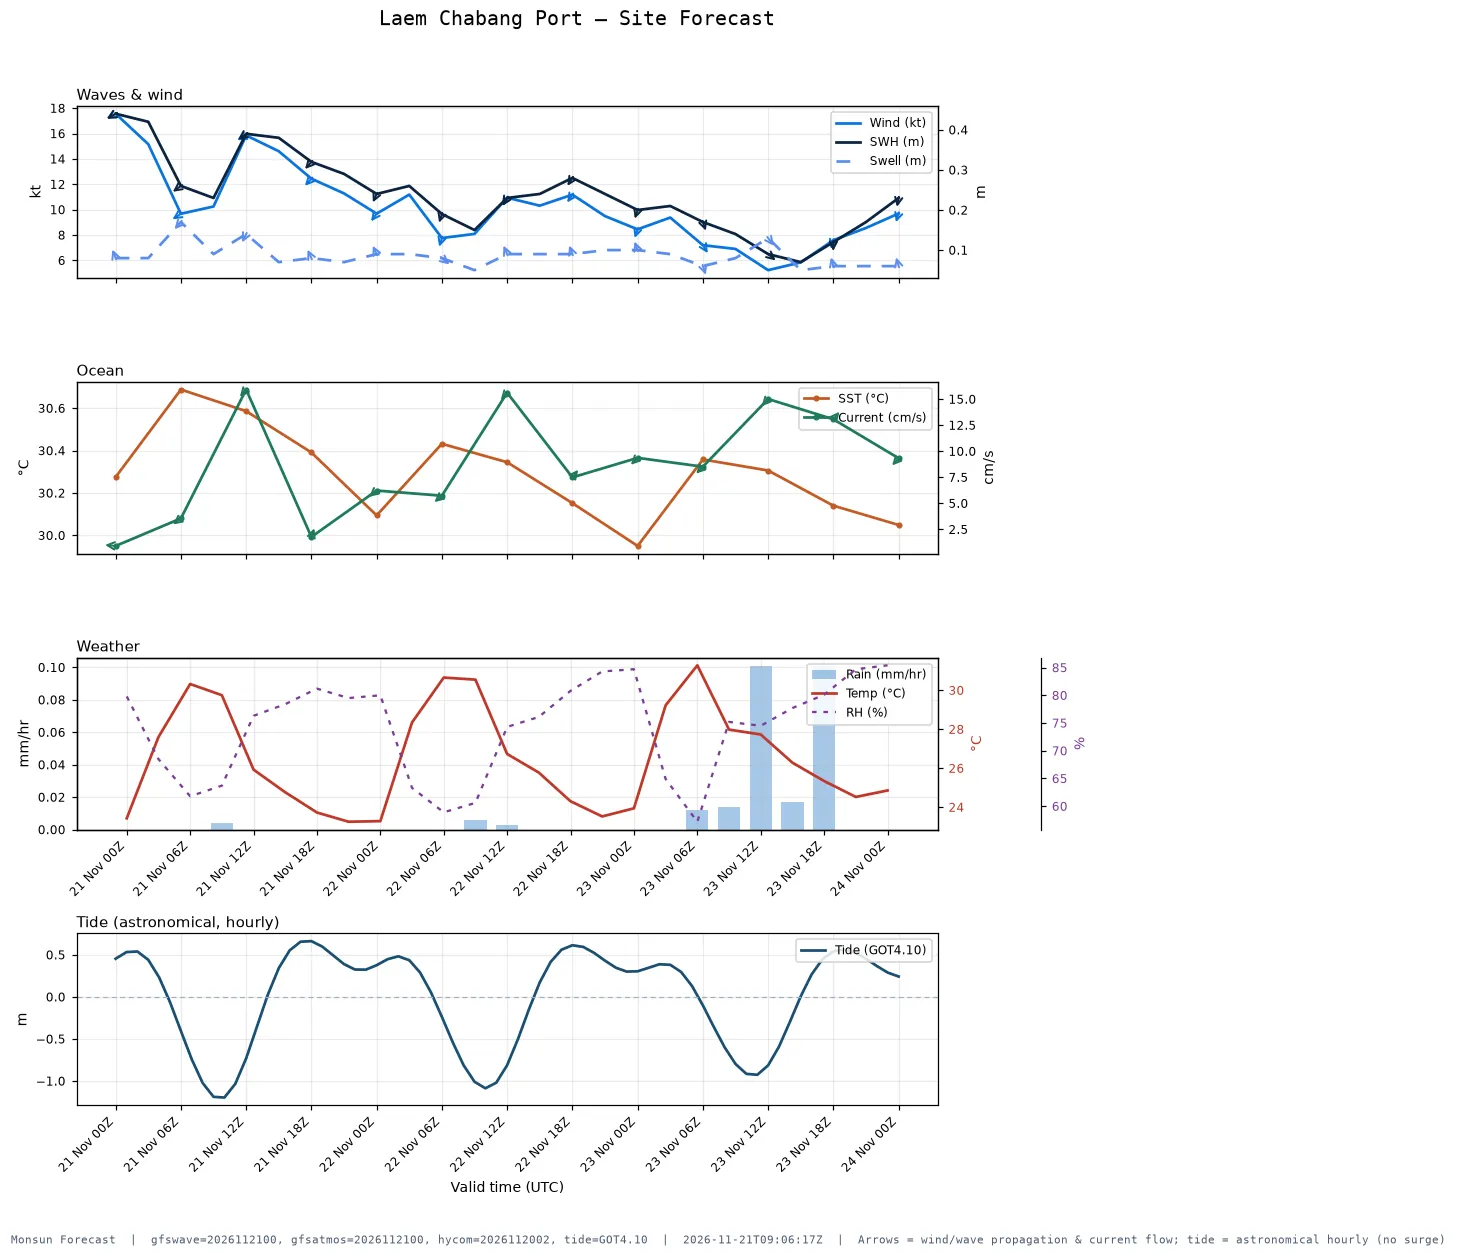 Laem Chabang Port — Site Forecast
Waves & wind
18
16
14
12
10
8
6
kt
Wind (kt)
SWH (m)
Swell (m)
0.4
0.3
0.2
0.1
m
Ocean
30.6
30.4
30.2
30.0
°C
SST (°C)
Current (cm/s)
15.0
12.5
10.0
7.5
5.0
2.5
cm/s
Weather
0.10
0.08
0.06
0.04
0.02
0.00
mm/hr
Rain (mm/hr)
Temp (°C)
RH (%)
30
28
26
24
°C
85
80
75
70
65
60
%
21 Nov 00Z
21 Nov 06Z
21 Nov 12Z
21 Nov 18Z
22 Nov 00Z
22 Nov 06Z
22 Nov 12Z
22 Nov 18Z
23 Nov 00Z
23 Nov 06Z
23 Nov 12Z
23 Nov 18Z
24 Nov 00Z
Tide (astronomical, hourly)
0.5
0.0
−0.5
−1.0
m
Tide (GOT4.10)
21 Nov 00Z
21 Nov 06Z
21 Nov 12Z
21 Nov 18Z
22 Nov 00Z
22 Nov 06Z
22 Nov 12Z
22 Nov 18Z
23 Nov 00Z
23 Nov 06Z
23 Nov 12Z
23 Nov 18Z
24 Nov 00Z
Valid time (UTC)
Monsun Forecast | gfswave=2026112100, gfsatmos=2026112100, hycom=2026112002, tide=GOT4.10 | 2026-11-21T09:06:17Z | Arrows = wind/wave propagation & current flow; tide = astronomical hourly (no surge)